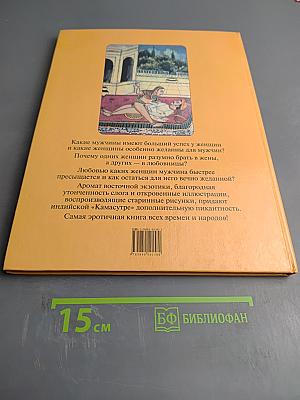 Какие мужчины имеют больший успех у женщин
и какие женщины особенно желанны для мужчин?
Почему одних женщин разумно брать в жены,
а других — в любовницы?
Любовью каких женщин мужчина быстрее
пресыщается и как остаться для него вечно желанной?
Аромат восточной экзотики, благородная
утонченность слога и откровенные иллюстрации,
воспроизводящие старинные рисунки, придают
индийской «Камасутре» дополнительную пикантность.
Самая эротичная книга всех времен и народов!
15 см
БФ БИБЛИОФАН